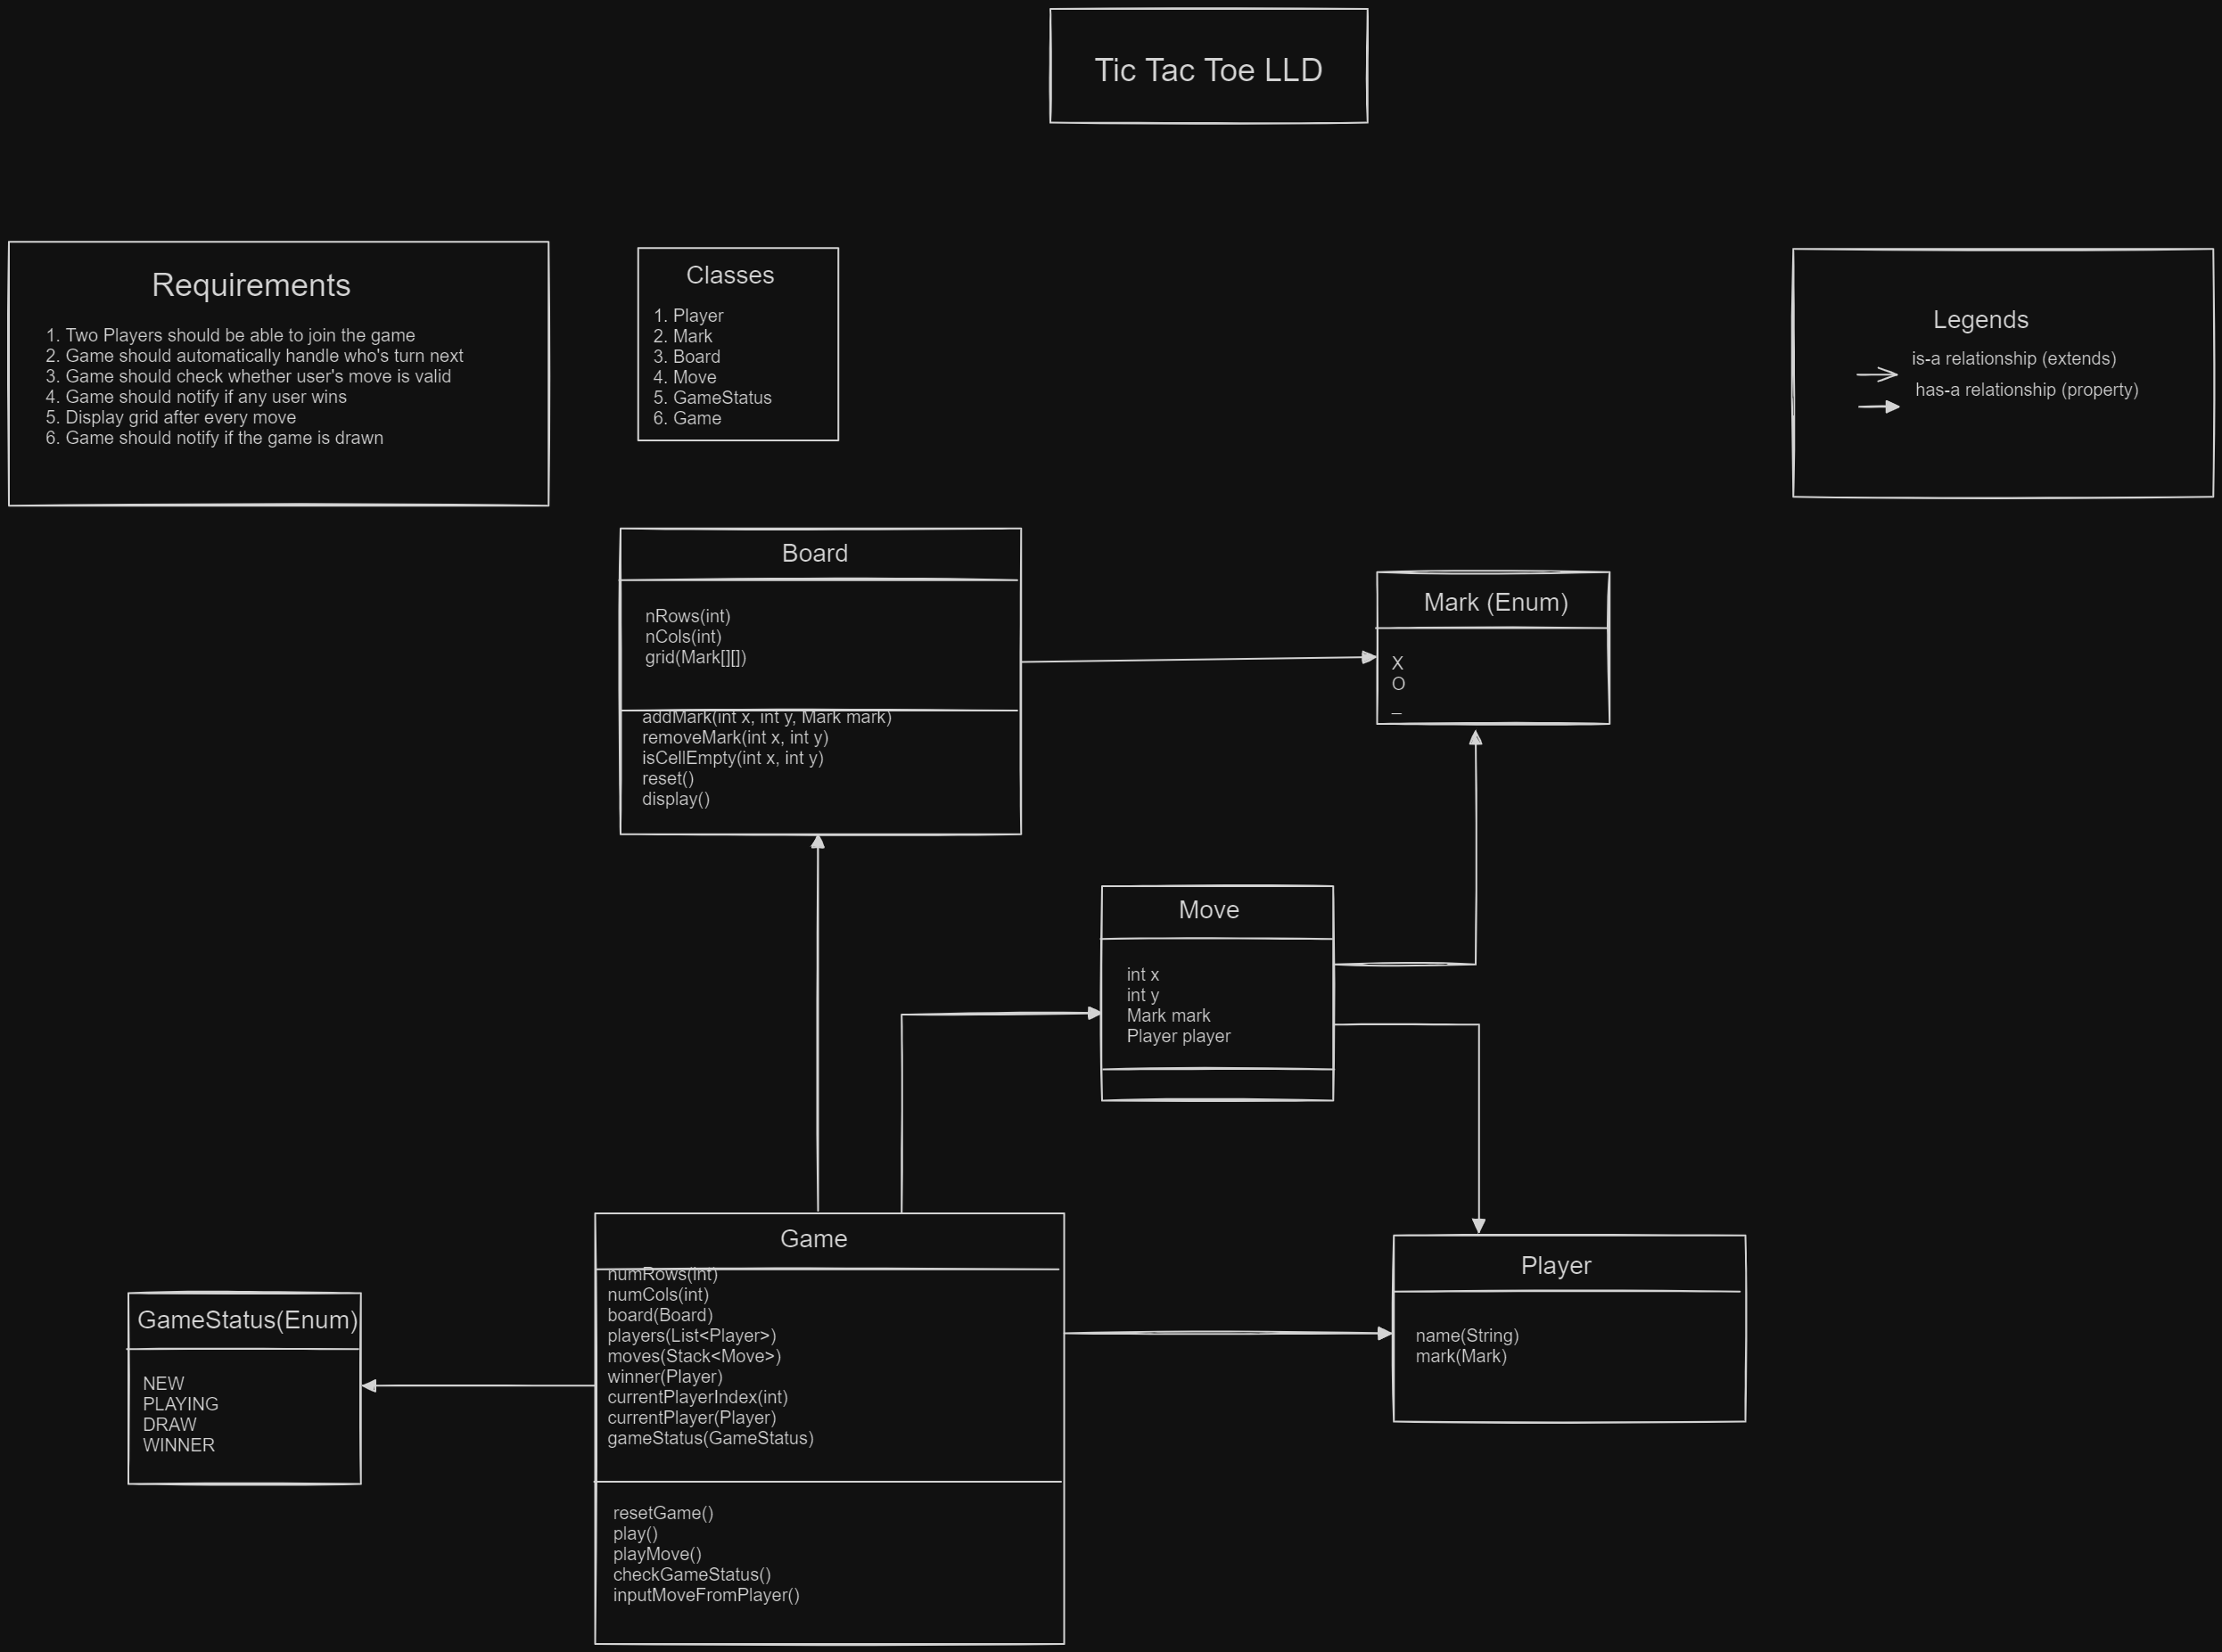 Tic Tac Toe LLD
Requirements
1. Two Players should be able to join the game
2. Game should automatically handle who's turn next
3. Game should check whether user's move is valid
4. Game should notify if any user wins
5. Display grid after every move
6. Game should notify if the game is drawn
Classes
1. Player
2. Mark
3. Board
4. Move
5. GameStatus
6. Game
Legends
is-a relationship (extends)
has-a relationship (property)
Board
nRows(int)
nCols(int)
grid(Mark[][])
addMark(int x, int y, Mark mark)
removeMark(int x, int y)
isCellEmpty(int x, int y)
reset()
display()
Mark (Enum)
X
O
_
Move
int x
int y
Mark mark
Player player
Game
numRows(int)
numCols(int)
board(Board)
players(List<Player>)
moves(Stack<Move>)
winner(Player)
currentPlayerIndex(int)
currentPlayer(Player)
gameStatus(GameStatus)
resetGame()
play()
playMove()
checkGameStatus()
inputMoveFromPlayer()
GameStatus(Enum)
NEW
PLAYING
DRAW
WINNER
Player
name(String)
mark(Mark)